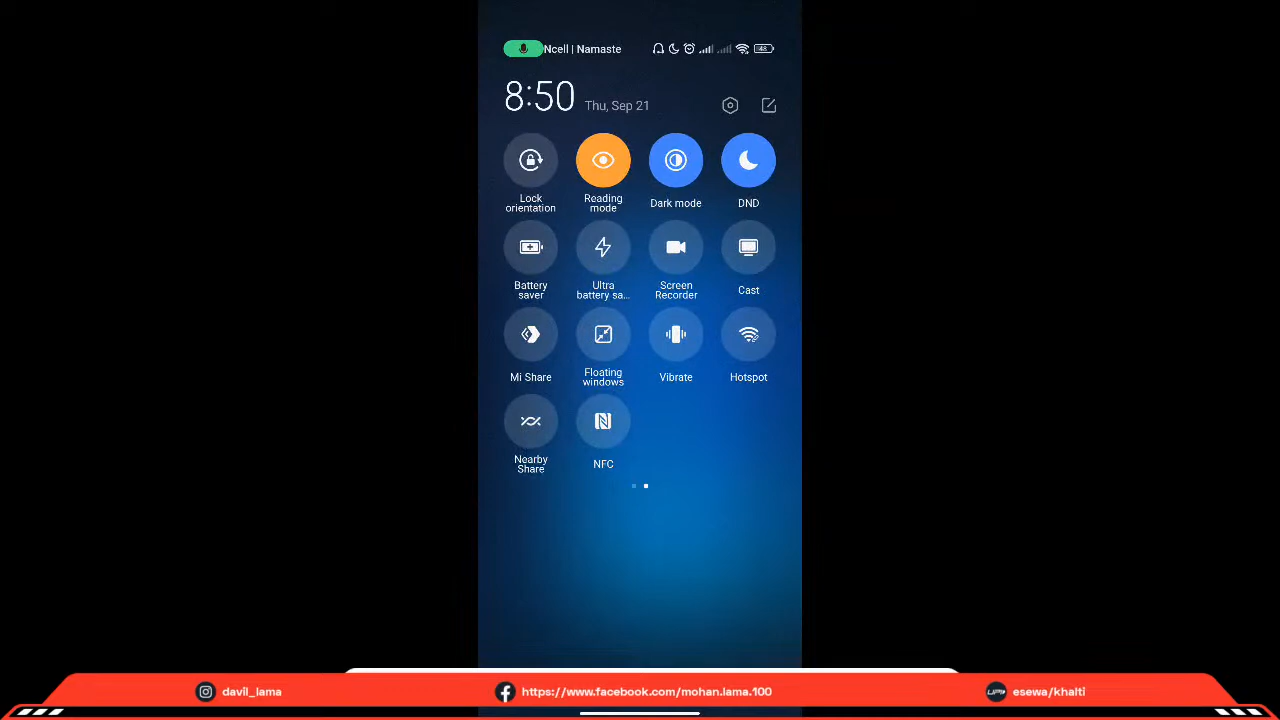 Ncell | Namaste
48
8:50 Thu, Sep 21
Lock
orientation
Reading
mode
Dark mode
DND
Battery
saver
Ultra
battery sa...
Screen
Recorder
Cast
Mi Share
Floating
windows
Vibrate
Hotspot
Nearby
Share
NFC
davil_lama
https://www.facebook.com/mohan.lama.100
UPI
esewa/khalti